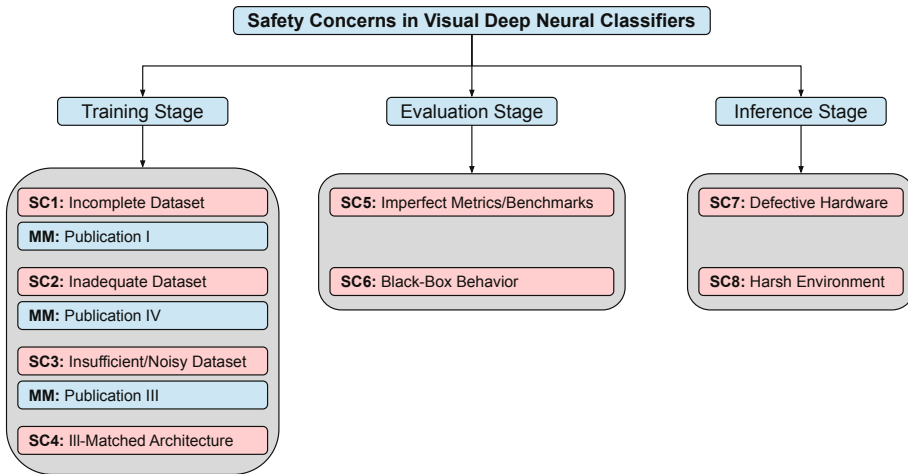 Safety Concerns in Visual Deep Neural Classifiers
Training Stage
Evaluation Stage
Inference Stage
SC1: Incomplete Dataset
MM: Publication I
SC2: Inadequate Dataset
MM: Publication IV
SC3: Insufficient/Noisy Dataset
MM: Publication III
SC4: Ill-Matched Architecture
SC5: Imperfect Metrics/Benchmarks
SC6: Black-Box Behavior
SC7: Defective Hardware
SC8: Harsh Environment